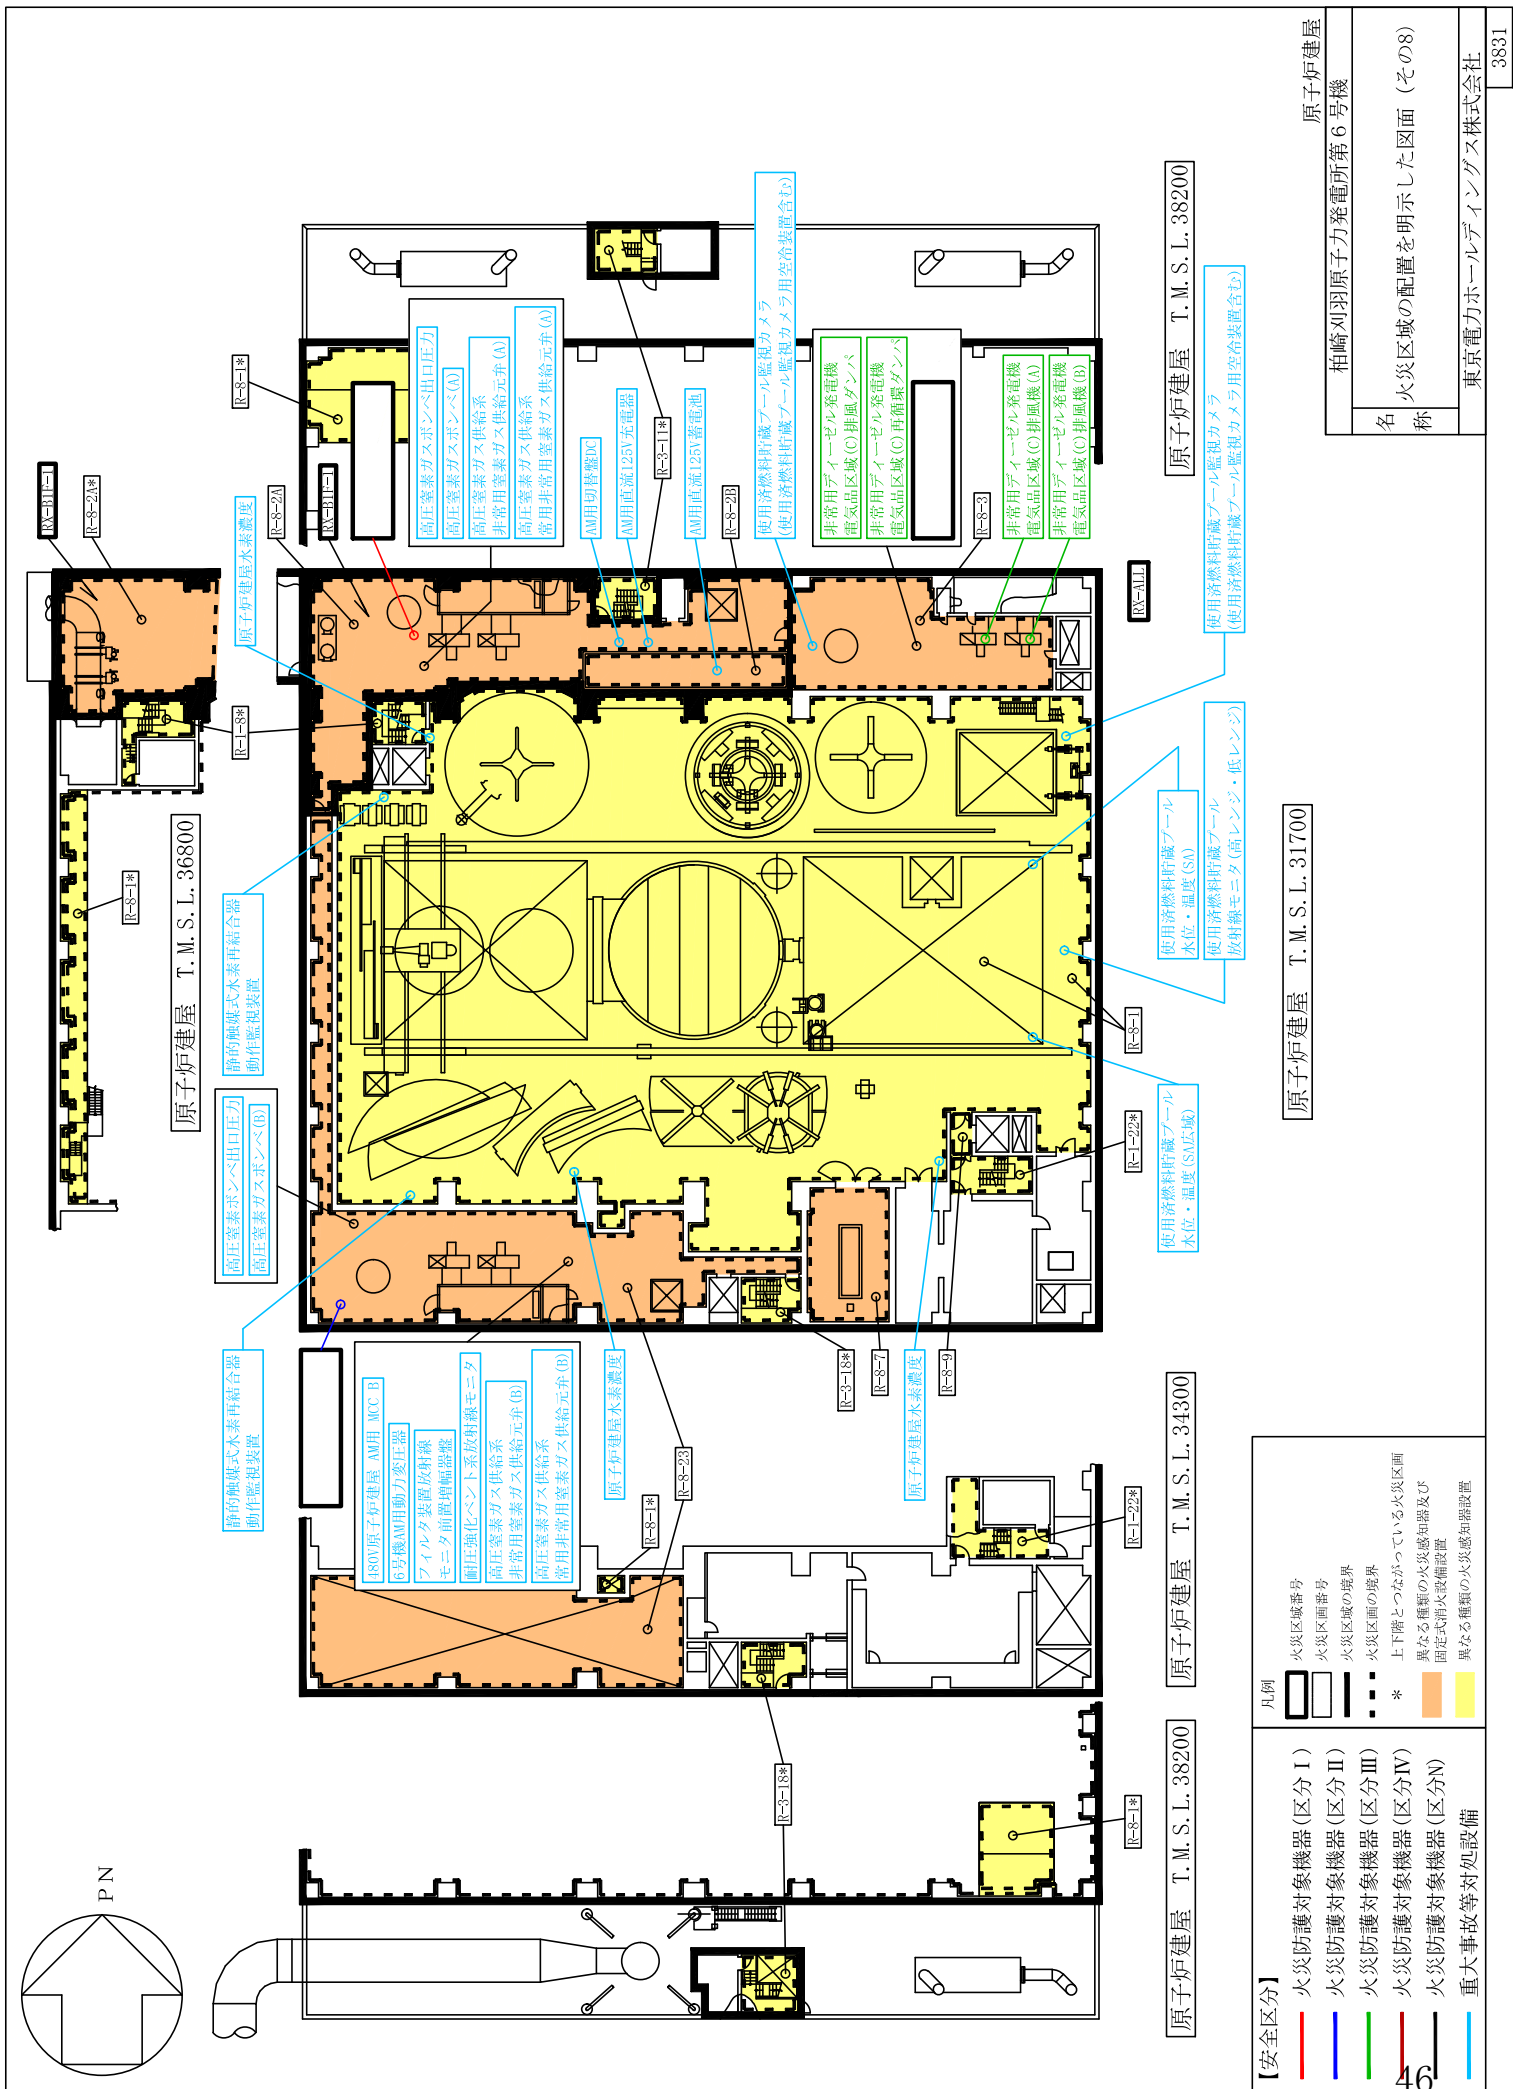 PN
RX-B1F-1
R-8-2A*
R-1-8*
R-8-1*
原子炉建屋　T.M.S.L. 36800
原子炉建屋水素濃度
静的触媒式水素再結合器
動作監視装置
高圧窒素ボンベ出口圧力
高圧窒素ガスボンベ(B)
静的触媒式水素再結合器
動作監視装置
R-8-1*
RX-B1F-1
R-8-2A
高圧窒素ガスボンベ出口圧力
高圧窒素ガスボンベ(A)
高圧窒素ガス供給系
非常用窒素ガス供給元弁(A)
高圧窒素ガス供給系
常用非常用窒素ガス供給元弁(A)
AM用切替盤DC
AM用直流125V充電器
R-3-11*
AM用直流125V蓄電池
R-8-2B
使用済燃料貯蔵プール監視カメラ
(使用済燃料貯蔵プール監視カメラ用空冷装置含む)
非常用ディーゼル発電機
電気品区域(C)排風ダンパ
非常用ディーゼル発電機
電気品区域(C)再循環ダンパ
R-8-3
非常用ディーゼル発電機
電気品区域(C)排風機(A)
非常用ディーゼル発電機
電気品区域(C)排風機(B)
RX-ALL
原子炉建屋　T.M.S.L. 38200
使用済燃料貯蔵プール監視カメラ
(使用済燃料貯蔵プール監視カメラ用空冷装置含む)
使用済燃料貯蔵プール
水位・温度(SA)
使用済燃料貯蔵プール
放射線モニタ(高レンジ・低レンジ)
R-8-1
R-1-22*
使用済燃料貯蔵プール
水位・温度(SA広域)
原子炉建屋　T.M.S.L. 31700
480V原子炉建屋 AM用 MCC B
6号機AM用動力変圧器
フィルタ装置放射線
モニタ前置増幅器盤
耐圧強化ベント系放射線モニタ
高圧窒素ガス供給系
非常用窒素ガス供給元弁(B)
高圧窒素ガス供給系
常用非常用窒素ガス供給元弁(B)
原子炉建屋水素濃度
R-8-23
R-3-18*
R-8-7
原子炉建屋水素濃度
R-8-9
R-8-1*
R-1-22*
原子炉建屋　T.M.S.L. 34300
R-3-18*
R-8-1*
原子炉建屋　T.M.S.L. 38200
【安全区分】
火災防護対象機器(区分Ⅰ)
火災防護対象機器(区分Ⅱ)
火災防護対象機器(区分Ⅲ)
火災防護対象機器(区分Ⅳ)
火災防護対象機器(区分N)
重大事故等対処設備
凡例
火災区域番号
火災区画番号
火災区域の境界
火災区画の境界
* 上下階とつながっている火災区画
異なる種類の火災感知器及び
固定式消火設備設置
異なる種類の火災感知器設置
原子炉建屋
柏崎刈羽原子力発電所第６号機
名称
火災区域の配置を明示した図面（その8）
東京電力ホールディングス株式会社
3831
46